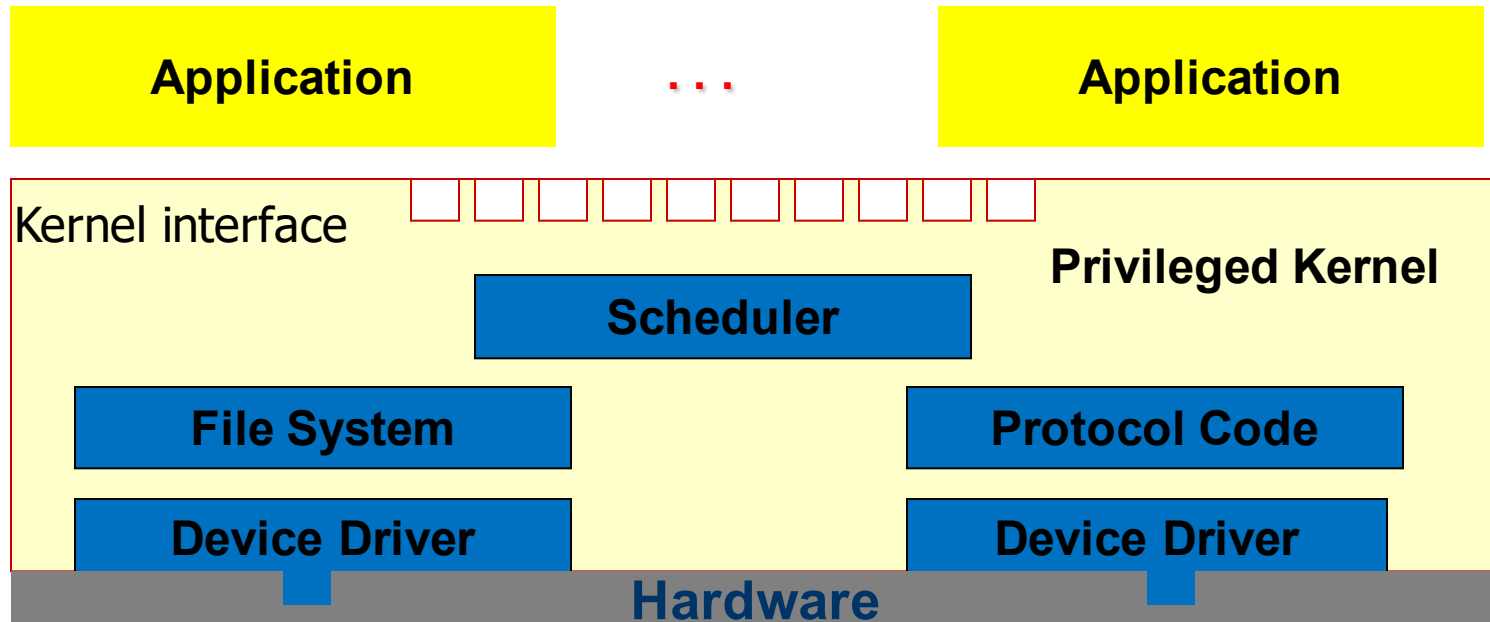 Application
. . .
Application
Kernel interface
Privileged Kernel
Scheduler
File System
Protocol Code
Device Driver
Device Driver
Hardware